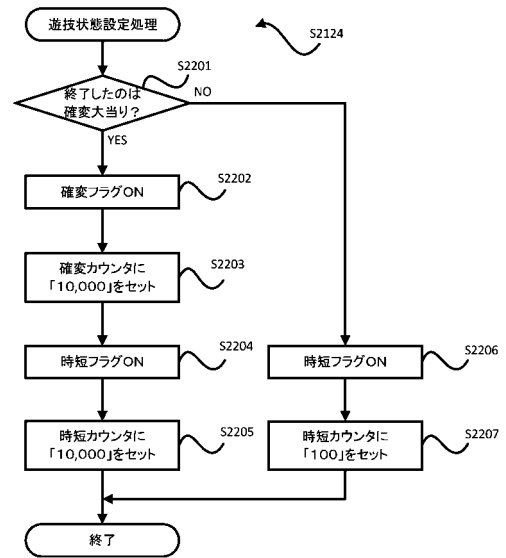 遊技状態設定処理
S2124
S2201
終了したのは
確変大当り?
NO
YES
確変フラグON
S2202
確変カウンタに
「10,000」をセット
S2203
時短フラグON
S2204
時短フラグON
S2206
時短カウンタに
「10,000」をセット
S2205
時短カウンタに
「100」をセット
S2207
終了